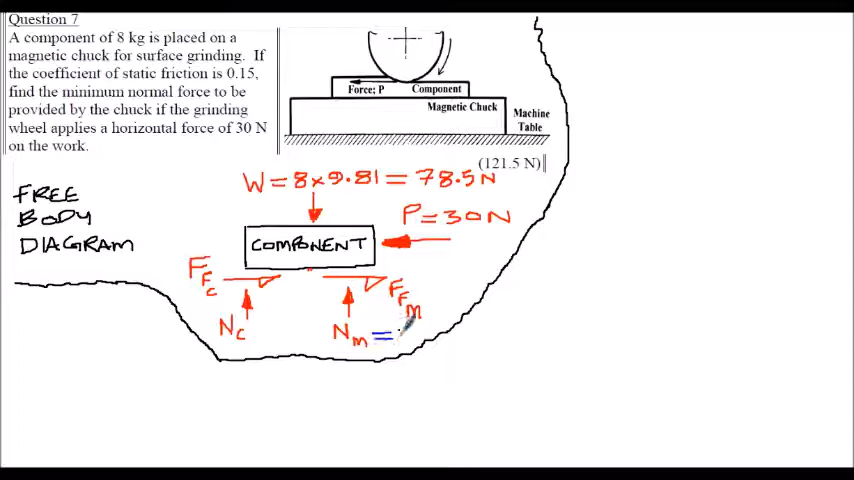 Question 7
A component of 8 kg is placed on a
magnetic chuck for surface grinding. If
the coefficient of static friction is 0.15,
find the minimum normal force to be
provided by the chuck if the grinding
wheel applies a horizontal force of 30 N
on the work.
Force; P
Component
Magnetic Chuck
Machine
Table
(121.5 N)
W = 8 × 9.81 = 78.5 N
FREE
BODY
DIAGRAM
P = 30 N
COMPONENT
FFc
FFm
Nc
Nm =